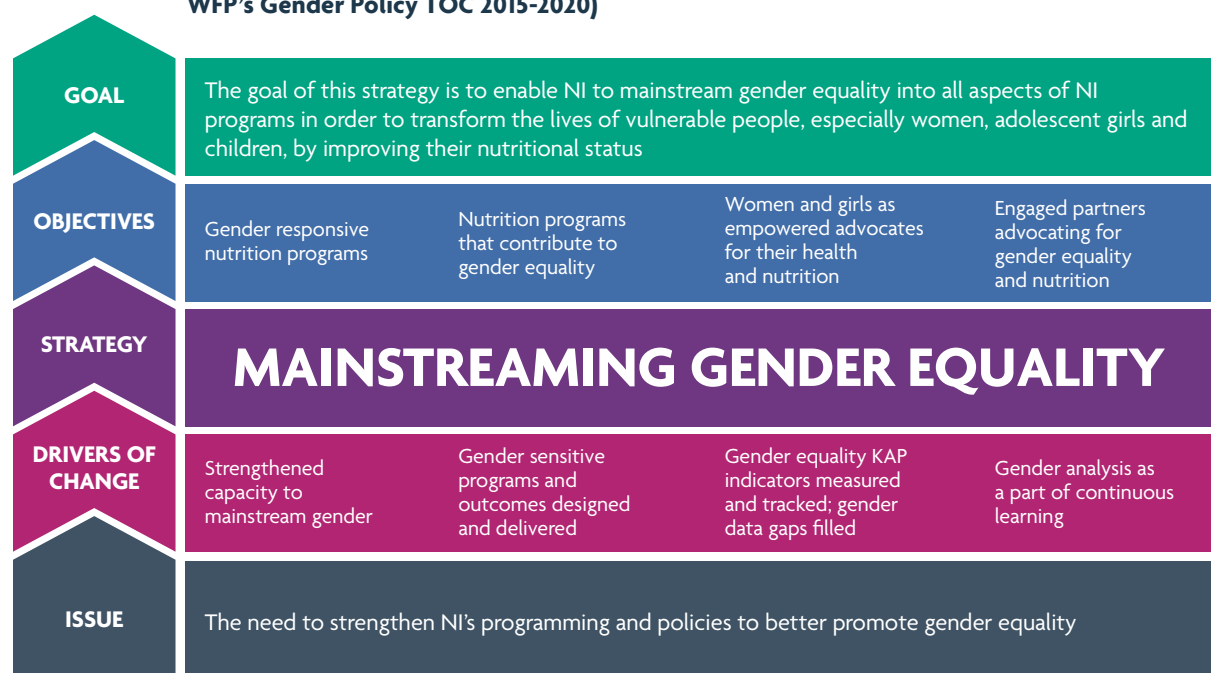 WFP's Gender Policy TOC 2015-2020)
GOAL
The goal of this strategy is to enable NI to mainstream gender equality into all aspects of NI
programs in order to transform the lives of vulnerable people, especially women, adolescent girls and
children, by improving their nutritional status
OBJECTIVES
Gender responsive
nutrition programs
Nutrition programs
that contribute to
gender equality
Women and girls as
empowered advocates
for their health
and nutrition
Engaged partners
advocating for
gender equality
and nutrition
STRATEGY
MAINSTREAMING GENDER EQUALITY
DRIVERS OF
CHANGE
Strengthened
capacity to
mainstream gender
Gender sensitive
programs and
outcomes designed
and delivered
Gender equality KAP
indicators measured
and tracked; gender
data gaps filled
Gender analysis as
a part of continuous
learning
ISSUE
The need to strengthen NI's programming and policies to better promote gender equality